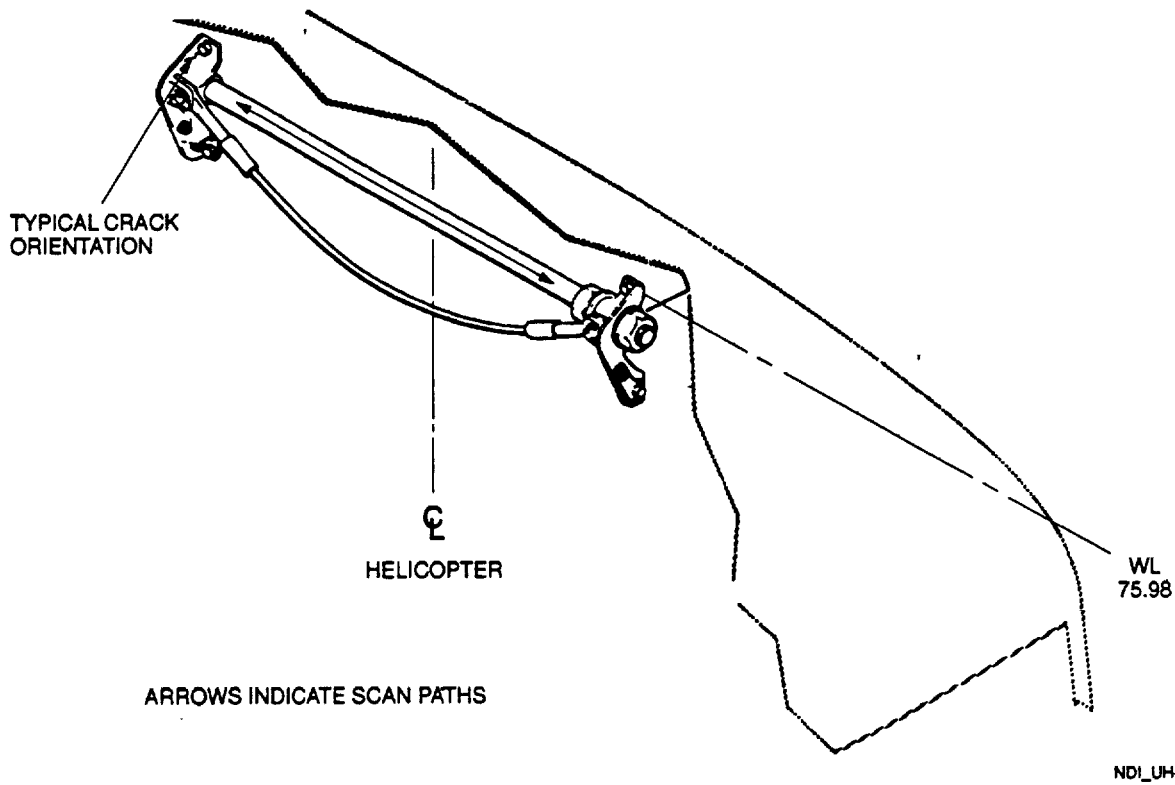 TYPICAL CRACK
ORIENTATION
℄
HELICOPTER
WL
75.98
ARROWS INDICATE SCAN PATHS
NDI_UH